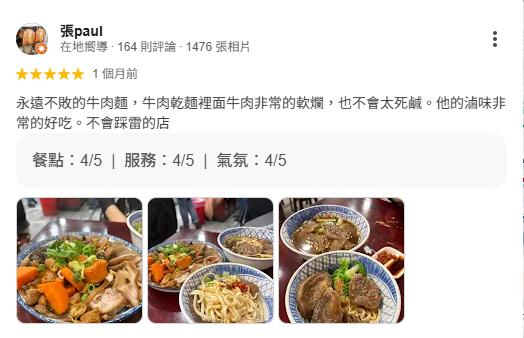 張paul
在地嚮導 · 164 則評論 · 1476 張相片
1 個月前
永遠不敗的牛肉麵，牛肉乾麵裡面牛肉非常的軟爛，也不會太死鹹。他的滷味非
常的好吃。不會踩雷的店
餐點：4/5 | 服務：4/5 | 氣氛：4/5